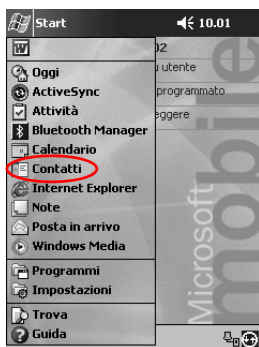 Start 10.01
02
Oggi
u utente
ActiveSync
programmato
Attività
eggere
Bluetooth Manager
Calendario
Contatti
Internet Explorer
Note
Posta in arrivo
Windows Media
Programmi
Impostazioni
Trova
Guida
Microsoft
mobile